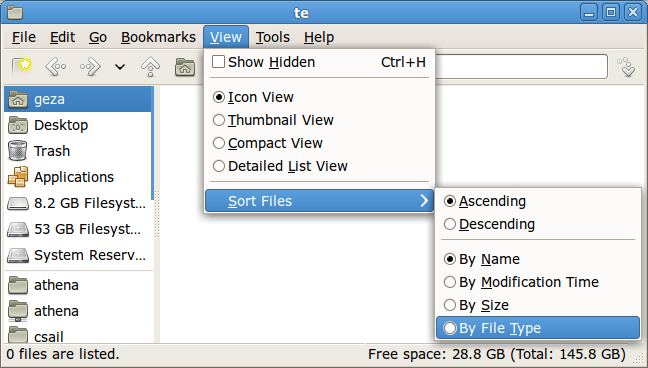 te
File Edit Go Bookmarks View Tools Help
Show Hidden Ctrl+H
Icon View
Thumbnail View
Compact View
Detailed List View
Sort Files
Ascending
Descending
By Name
By Modification Time
By Size
By File Type
geza
Desktop
Trash
Applications
8.2 GB Filesyst...
53 GB Filesyst...
System Reserv...
athena
athena
csail
0 files are listed.
Free space: 28.8 GB (Total: 145.8 GB)